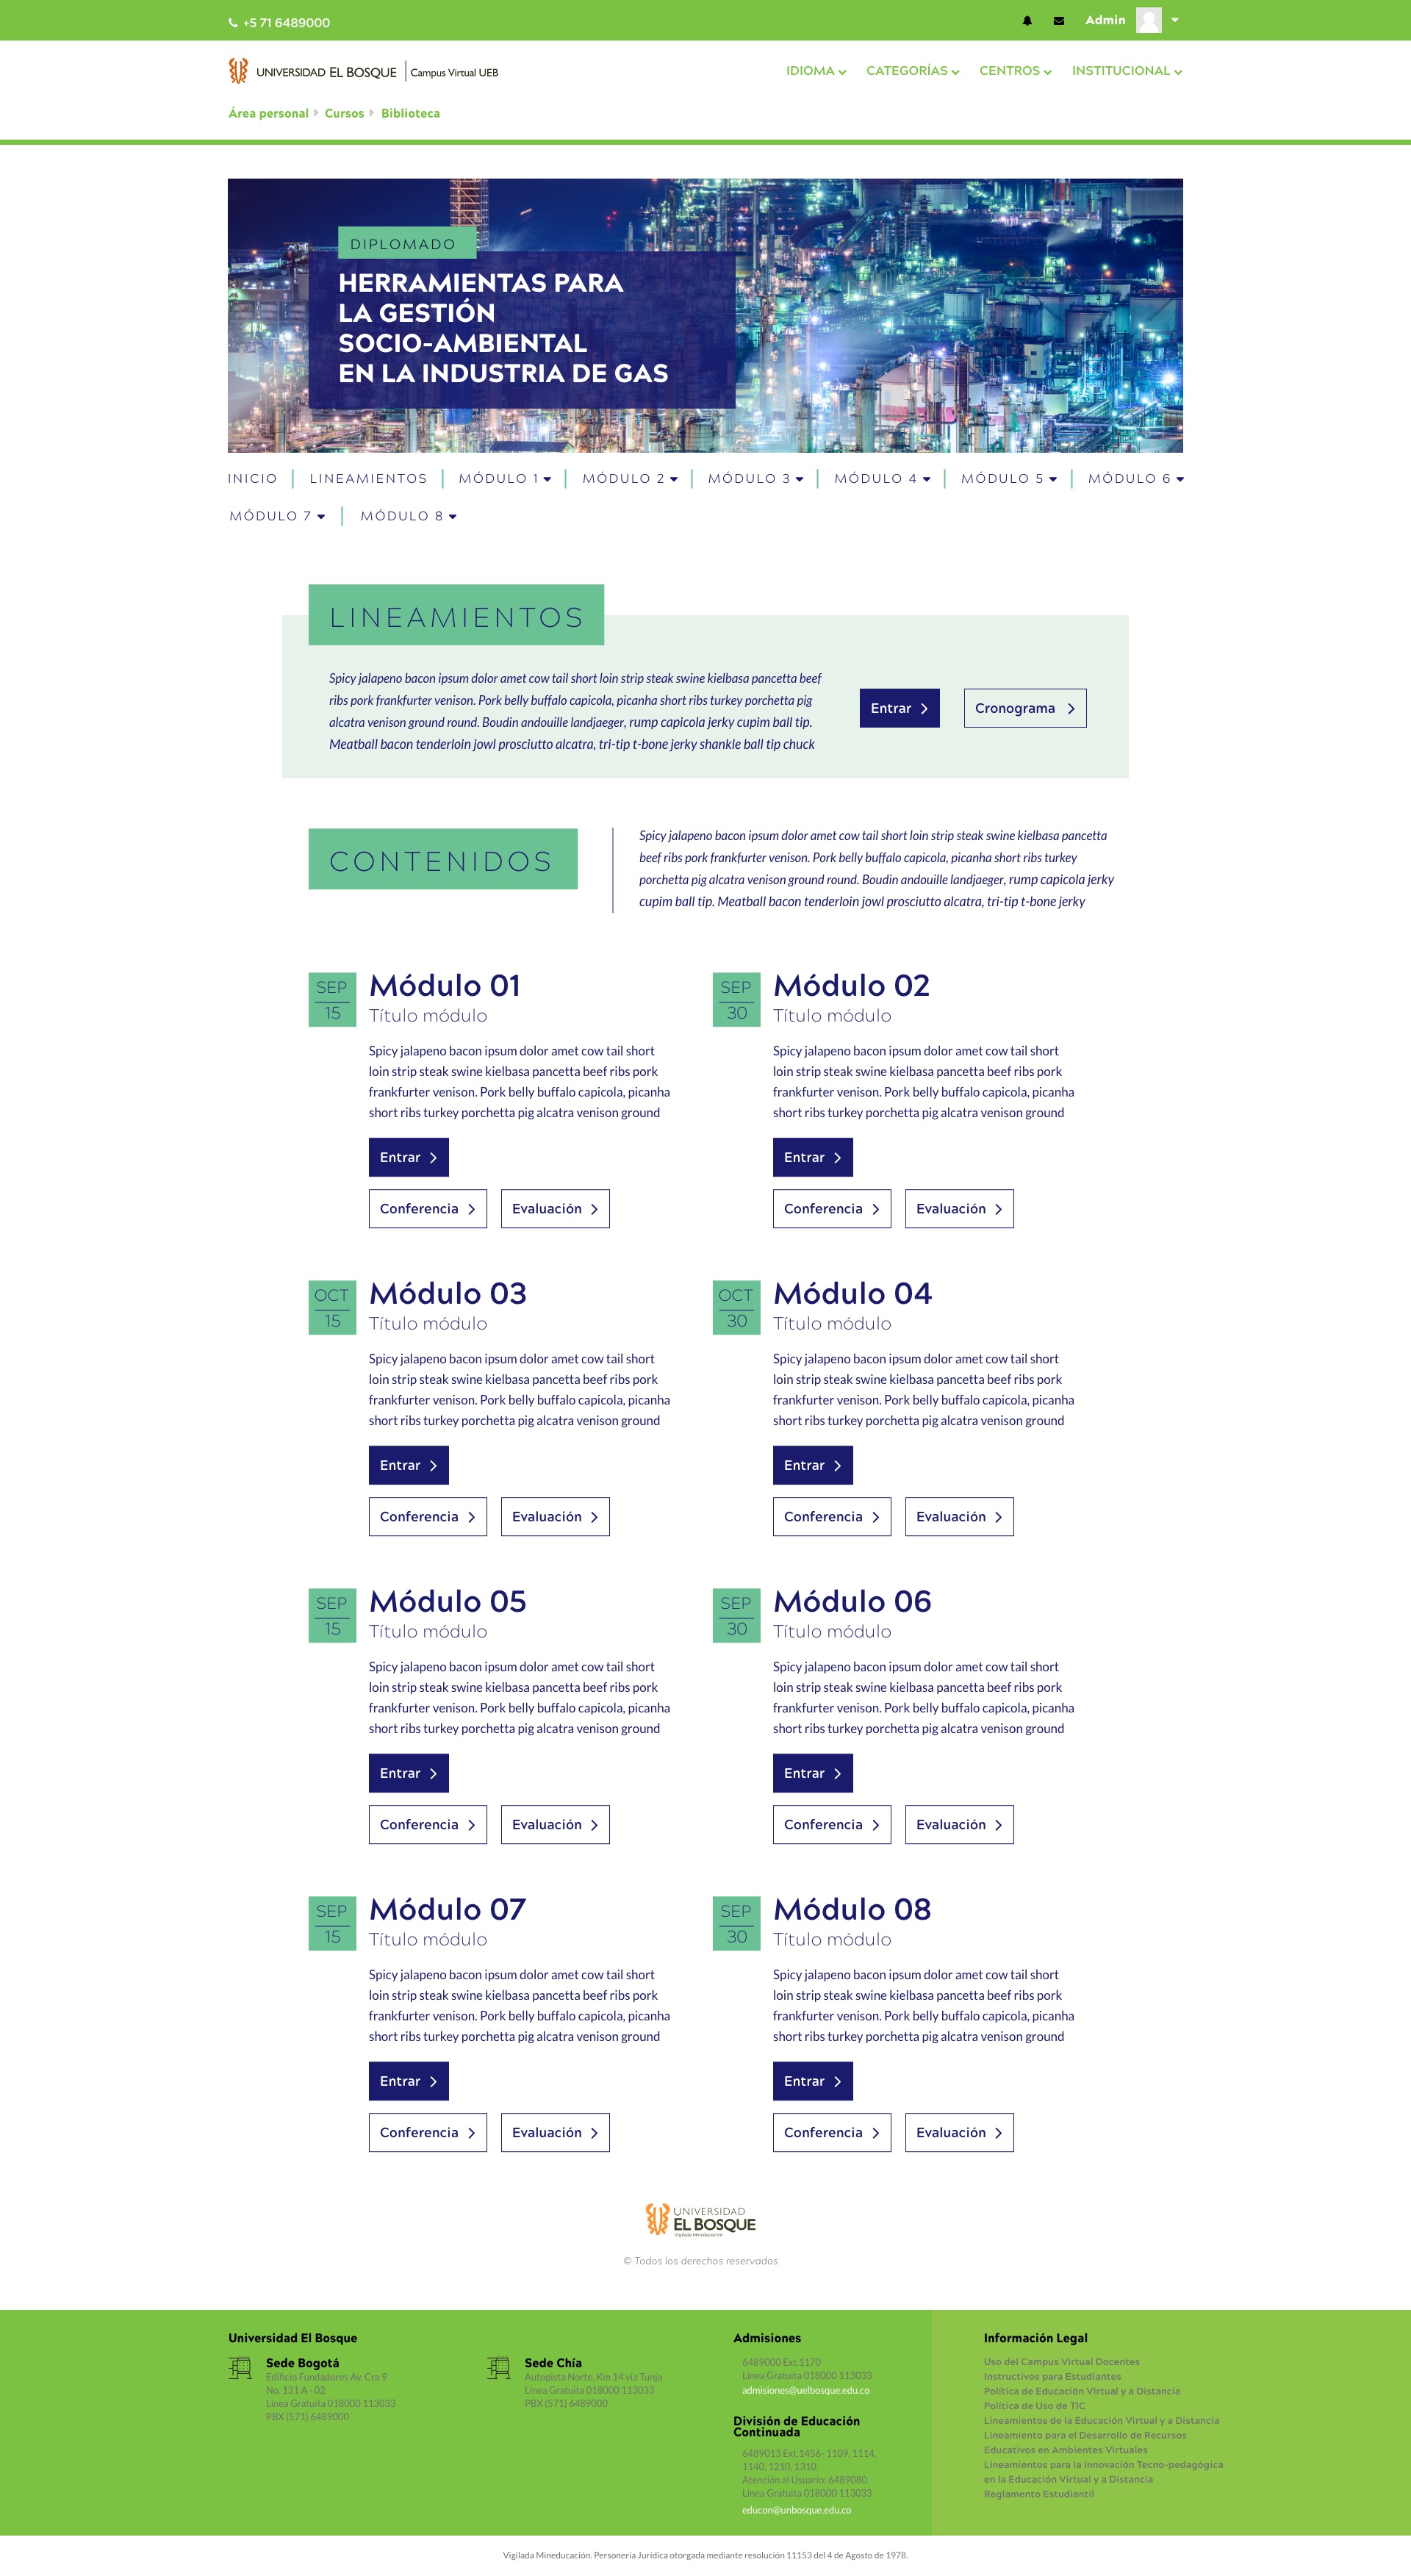 +5 71 6489000
Admin
UNIVERSIDAD EL BOSQUE Campus Virtual UEB
IDIOMA CATEGORÍAS CENTROS INSTITUCIONAL
Área personal Cursos Biblioteca
DIPLOMADO
HERRAMIENTAS PARA
LA GESTIÓN
SOCIO-AMBIENTAL
EN LA INDUSTRIA DE GAS
INICIO LINEAMIENTOS MÓDULO 1 MÓDULO 2 MÓDULO 3 MÓDULO 4 MÓDULO 5 MÓDULO 6
MÓDULO 7 MÓDULO 8
LINEAMIENTOS
Spicy jalapeno bacon ipsum dolor amet cow tail short loin strip steak swine kielbasa pancetta beef
ribs pork frankfurter venison. Pork belly buffalo capicola, picanha short ribs turkey porchetta pig
alcatra venison ground round. Boudin andouille landjaeger, rump capicola jerky cupim ball tip.
Meatball bacon tenderloin jowl prosciutto alcatra, tri-tip t-bone jerky shankle ball tip chuck
Entrar
Cronograma
CONTENIDOS
Spicy jalapeno bacon ipsum dolor amet cow tail short loin strip steak swine kielbasa pancetta
beef ribs pork frankfurter venison. Pork belly buffalo capicola, picanha short ribs turkey
porchetta pig alcatra venison ground round. Boudin andouille landjaeger, rump capicola jerky
cupim ball tip. Meatball bacon tenderloin jowl prosciutto alcatra, tri-tip t-bone jerky
SEP
15
Módulo 01
Título módulo
Spicy jalapeno bacon ipsum dolor amet cow tail short
loin strip steak swine kielbasa pancetta beef ribs pork
frankfurter venison. Pork belly buffalo capicola, picanha
short ribs turkey porchetta pig alcatra venison ground
Entrar
Conferencia Evaluación
SEP
30
Módulo 02
Título módulo
Spicy jalapeno bacon ipsum dolor amet cow tail short
loin strip steak swine kielbasa pancetta beef ribs pork
frankfurter venison. Pork belly buffalo capicola, picanha
short ribs turkey porchetta pig alcatra venison ground
Entrar
Conferencia Evaluación
OCT
15
Módulo 03
Título módulo
Spicy jalapeno bacon ipsum dolor amet cow tail short
loin strip steak swine kielbasa pancetta beef ribs pork
frankfurter venison. Pork belly buffalo capicola, picanha
short ribs turkey porchetta pig alcatra venison ground
Entrar
Conferencia Evaluación
OCT
30
Módulo 04
Título módulo
Spicy jalapeno bacon ipsum dolor amet cow tail short
loin strip steak swine kielbasa pancetta beef ribs pork
frankfurter venison. Pork belly buffalo capicola, picanha
short ribs turkey porchetta pig alcatra venison ground
Entrar
Conferencia Evaluación
SEP
15
Módulo 05
Título módulo
Spicy jalapeno bacon ipsum dolor amet cow tail short
loin strip steak swine kielbasa pancetta beef ribs pork
frankfurter venison. Pork belly buffalo capicola, picanha
short ribs turkey porchetta pig alcatra venison ground
Entrar
Conferencia Evaluación
SEP
30
Módulo 06
Título módulo
Spicy jalapeno bacon ipsum dolor amet cow tail short
loin strip steak swine kielbasa pancetta beef ribs pork
frankfurter venison. Pork belly buffalo capicola, picanha
short ribs turkey porchetta pig alcatra venison ground
Entrar
Conferencia Evaluación
SEP
15
Módulo 07
Título módulo
Spicy jalapeno bacon ipsum dolor amet cow tail short
loin strip steak swine kielbasa pancetta beef ribs pork
frankfurter venison. Pork belly buffalo capicola, picanha
short ribs turkey porchetta pig alcatra venison ground
Entrar
Conferencia Evaluación
SEP
30
Módulo 08
Título módulo
Spicy jalapeno bacon ipsum dolor amet cow tail short
loin strip steak swine kielbasa pancetta beef ribs pork
frankfurter venison. Pork belly buffalo capicola, picanha
short ribs turkey porchetta pig alcatra venison ground
Entrar
Conferencia Evaluación
UNIVERSIDAD
EL BOSQUE
Vigilada Mineducación
© Todos los derechos reservados
Universidad El Bosque
Sede Bogotá
Edificio Fundadores Av. Cra 9
No. 131 A - 02
Línea Gratuita 018000 113033
PBX (571) 6489000
Sede Chía
Autopista Norte, Km 14 via Tunja
Línea Gratuita 018000 113033
PBX (571) 6489000
Admisiones
6489000 Ext.1170
Línea Gratuita 018000 113033
admisiones@uelbosque.edu.co
División de Educación
Continuada
6489013 Ext.1456- 1109, 1114,
1140, 1210, 1310.
Atención al Usuario: 6489080
Línea Gratuita 018000 113033
educon@unbosque.edu.co
Información Legal
Uso del Campus Virtual Docentes
Instructivos para Estudiantes
Política de Educación Virtual y a Distancia
Política de Uso de TIC
Lineamientos de la Educación Virtual y a Distancia
Lineamiento para el Desarrollo de Recursos
Educativos en Ambientes Virtuales
Lineamientos para la Innovación Tecno-pedagógica
en la Educación Virtual y a Distancia
Reglamento Estudiantil
Vigilada Mineducación. Personería Jurídica otorgada mediante resolución 11153 del 4 de Agosto de 1978.